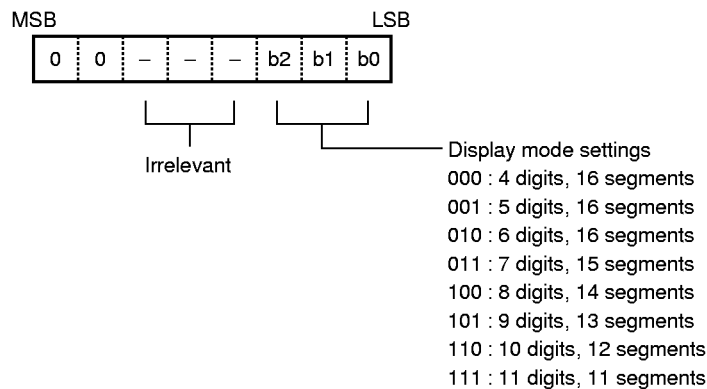 MSB LSB
0 0 – – – b2 b1 b0
Irrelevant
Display mode settings
000 : 4 digits, 16 segments
001 : 5 digits, 16 segments
010 : 6 digits, 16 segments
011 : 7 digits, 15 segments
100 : 8 digits, 14 segments
101 : 9 digits, 13 segments
110 : 10 digits, 12 segments
111 : 11 digits, 11 segments